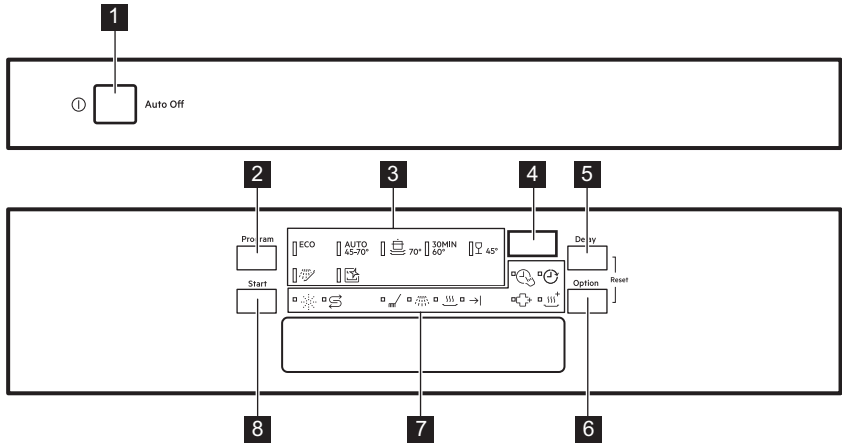 1
Auto Off
2
3
4
5
Program
ECO
AUTO
45-70°
70°
30MIN
60°
45°
Delay
Start
Option
Reset
8
7
6